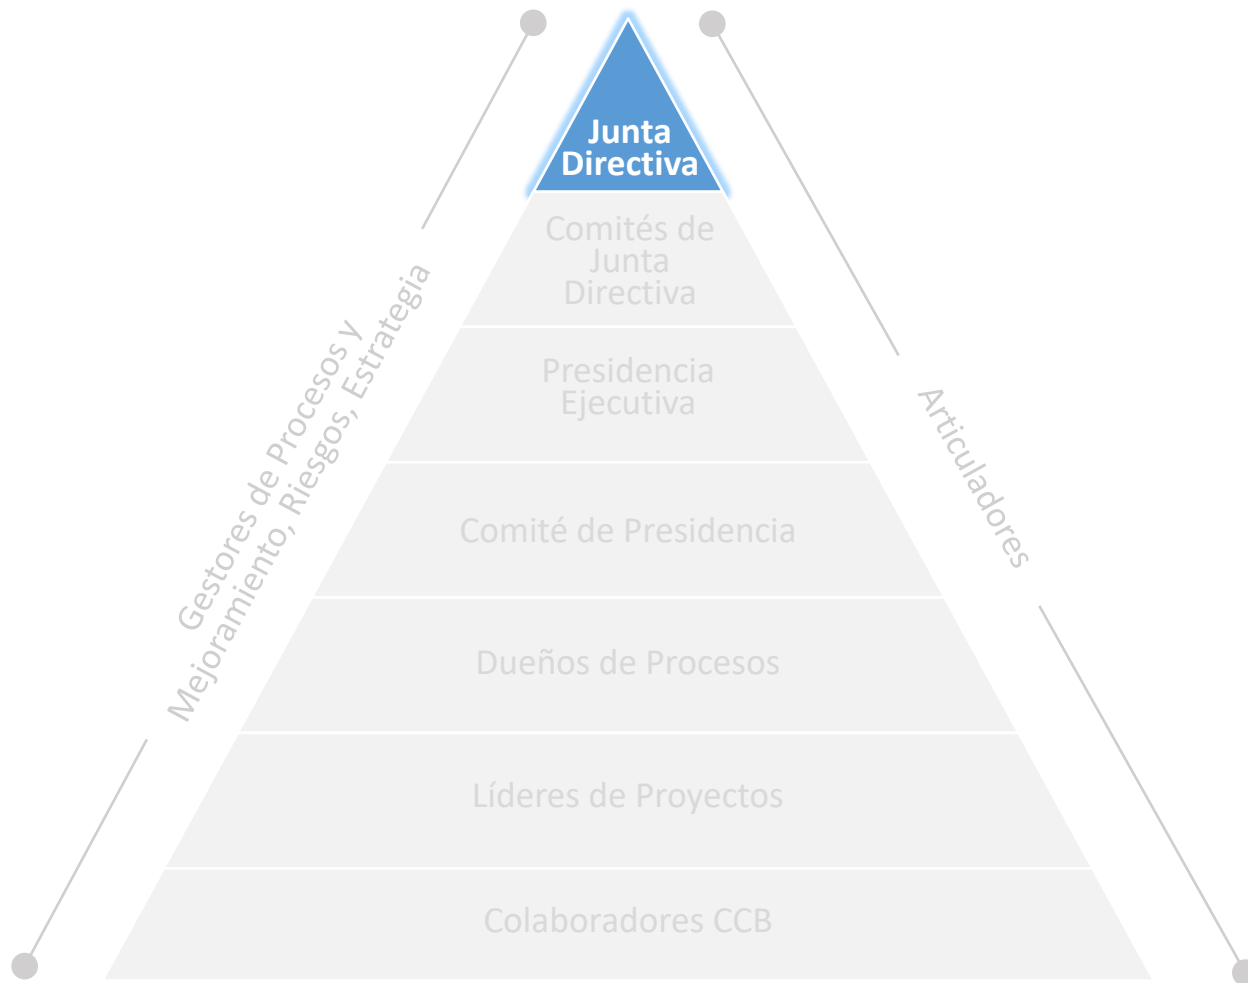 Junta
Directiva
Comités de
Junta
Directiva
Presidencia
Ejecutiva
Comité de Presidencia
Dueños de Procesos
Líderes de Proyectos
Colaboradores CCB
Gestores de Procesos y
Mejoramiento, Riesgos, Estrategia
Articuladores